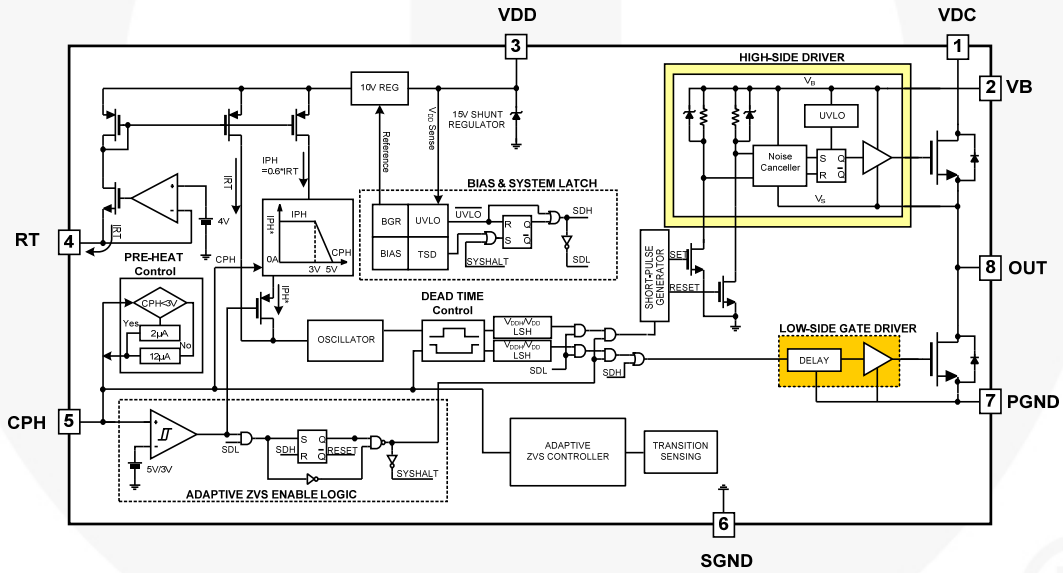 VDD
VDC
3
1
HIGH-SIDE DRIVER
VB
2 VB
10V REG
15V SHUNT
REGULATOR
VDD Sense
Reference
UVLO
Noise
Canceller
S Q
R Q
VS
IPH
=0.6*IRT
IRT
BIAS & SYSTEM LATCH
IPH
IPH*
CPH
0A
3V 5V
BGR
UVLO
BIAS
TSD
UVLO
R Q
S Q
SYSHALT
SDH
SDL
4V
RT
4
IRT
PRE-HEAT
Control
CPH
CPH<3V
Yes
No
2µA
12µA
IPH*
SHORT-PULSE
GENERATOR
SET
RESET
8 OUT
DEAD TIME
Control
OSCILLATOR
VDDH/VDD
LSH
VDDH/VDD
LSH
SDL
SDH
LOW-SIDE GATE DRIVER
DELAY
7 PGND
CPH
5
5V/3V
SDL
SDH
S Q
R Q
RESET
SYSHALT
ADAPTIVE ZVS ENABLE LOGIC
ADAPTIVE
ZVS CONTROLLER
TRANSITION
SENSING
6
SGND